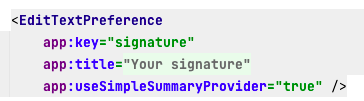 <EditTextPreference
app:key="signature"
app:title="Your signature"
app:useSimpleSummaryProvider="true" />